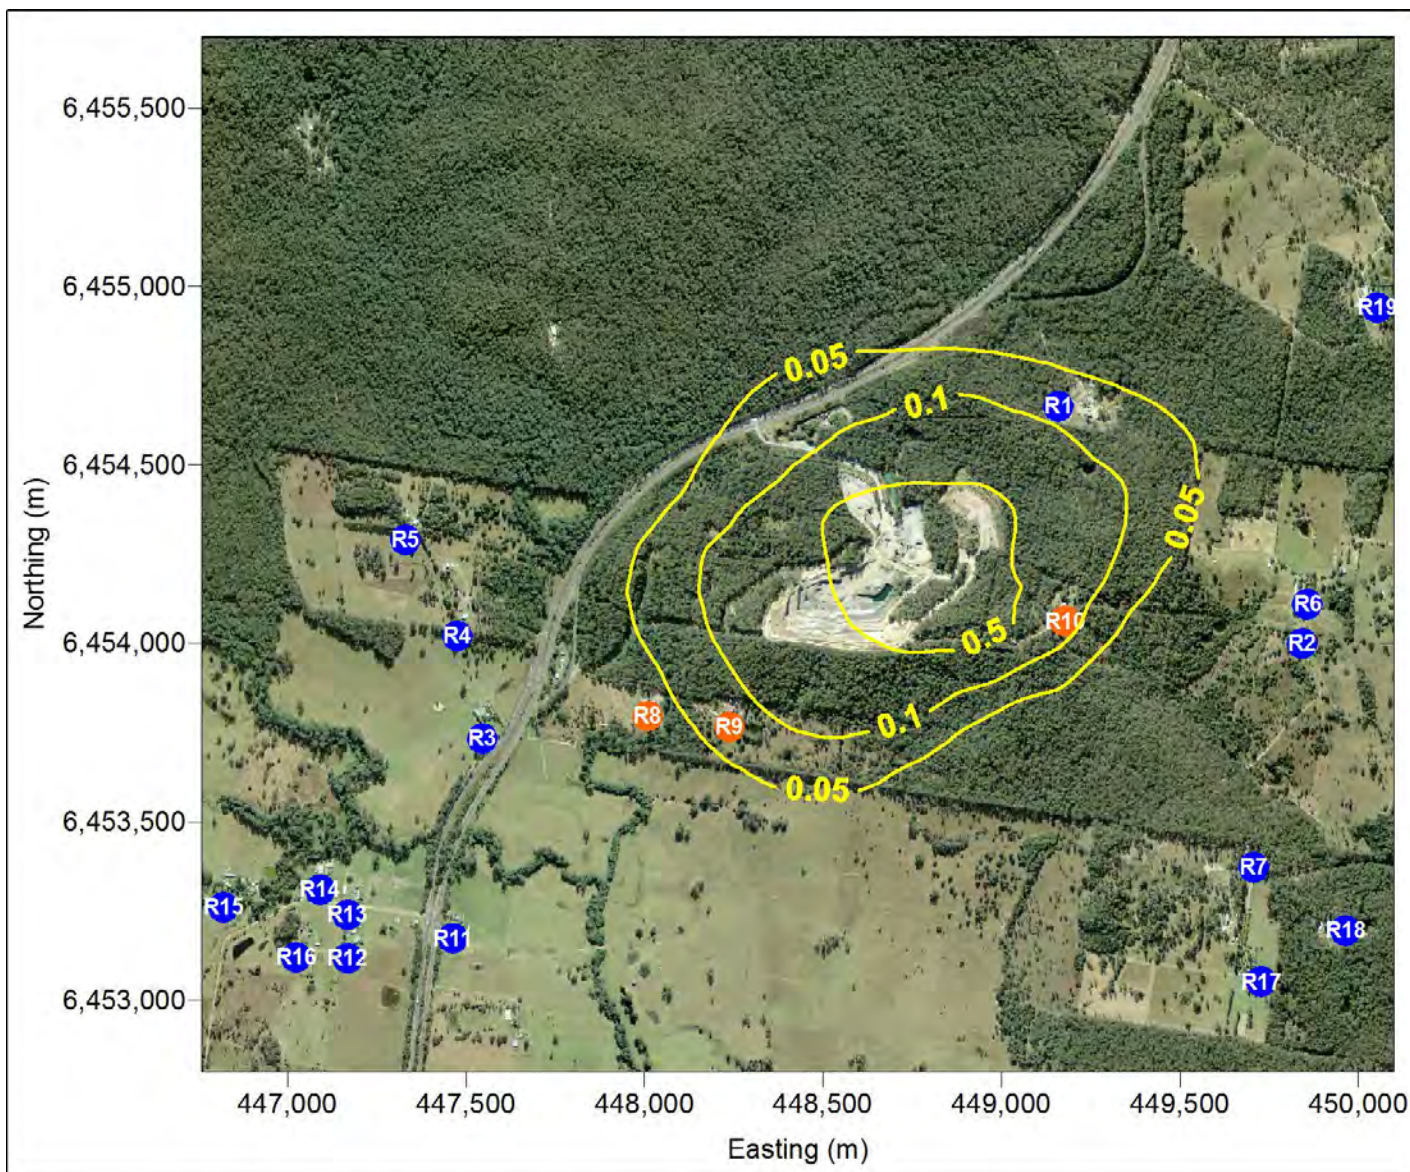 6,455,500
6,455,000
6,454,500
6,454,000
6,453,500
6,453,000
Northing (m)
0.05
0.1
R1
R19
0.05
R5
R6
R10
R4
0.5
R2
R8
R9
0.1
R3
0.05
R7
R14
R15
R13
R18
R11
R16
R12
R17
447,000
447,500
448,000
448,500
449,000
449,500
450,000
Easting (m)